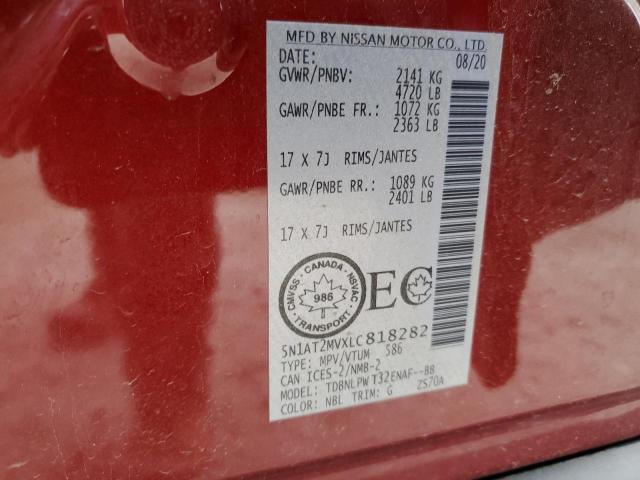 MFD BY NISSAN MOTOR CO., LTD.
DATE: 08/20
GVWR/PNBV: 2141 KG
4720 LB
GAWR/PNBE FR.: 1072 KG
2363 LB
17 X 7J RIMS/JANTES
GAWR/PNBE RR.: 1089 KG
2401 LB
17 X 7J RIMS/JANTES
CANADA
CMVSS · NSVAC
986
TRANSPORT
EC
5N1AT2MVXLC818282
TYPE: MPV/VTUM 586
CAN ICES-2/NMB-2
MODEL: TDBNLPW T32ENAF--BB
COLOR: NBL TRIM: G ZS70A